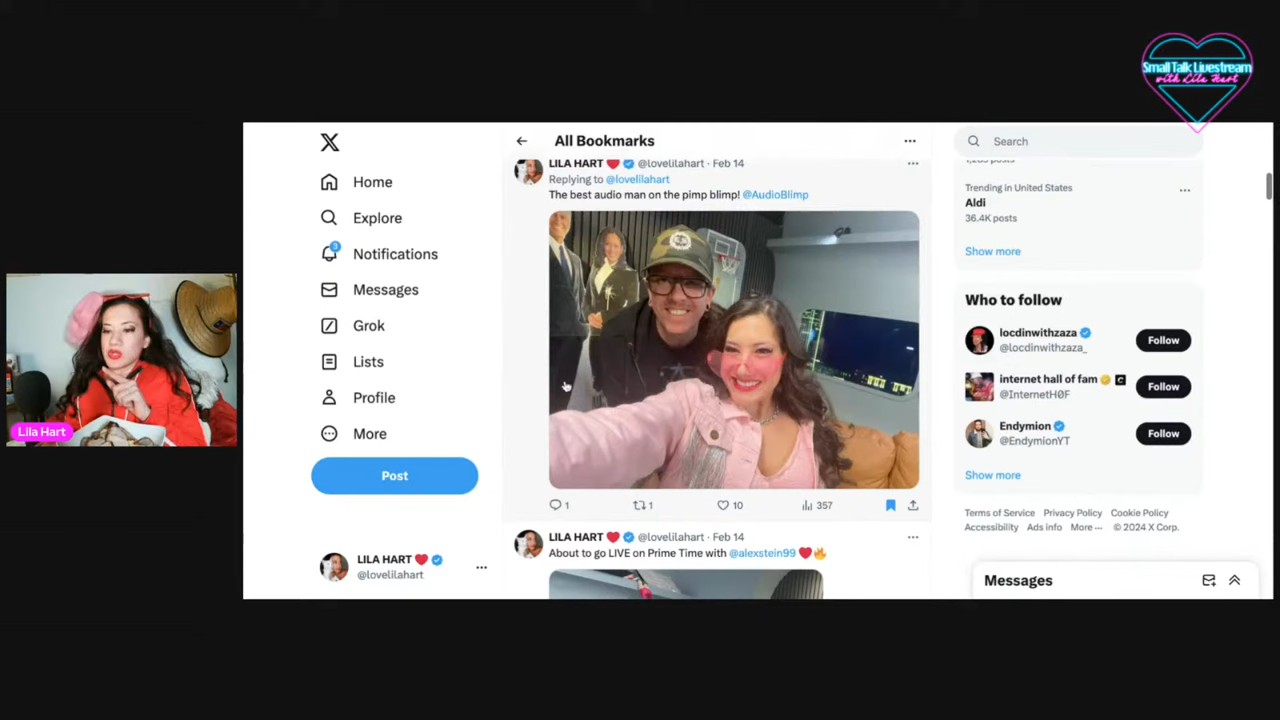 SmallTalk Livestream
with Lila Hart
X
All Bookmarks
Search
Home
Explore
3
Notifications
Messages
Grok
Lists
Profile
More
Post
LILA HART ❤️
@lovelilahart
LILA HART ❤️ @lovelilahart · Feb 14
Replying to @lovelilahart
The best audio man on the pimp blimp! @AudioBlimp
1
1
10
357
LILA HART ❤️ @lovelilahart · Feb 14
About to go LIVE on Prime Time with @alexstein99 ❤️🔥
Trending in United States
Aldi
36.4K posts
Show more
Who to follow
locdinwithzaza
@locdinwithzaza_
Follow
internet hall of fam
@InternetH0F
Follow
Endymion
@EndymionYT
Follow
Show more
Terms of Service Privacy Policy Cookie Policy
Accessibility Ads info More ··· © 2024 X Corp.
Messages
Lila Hart